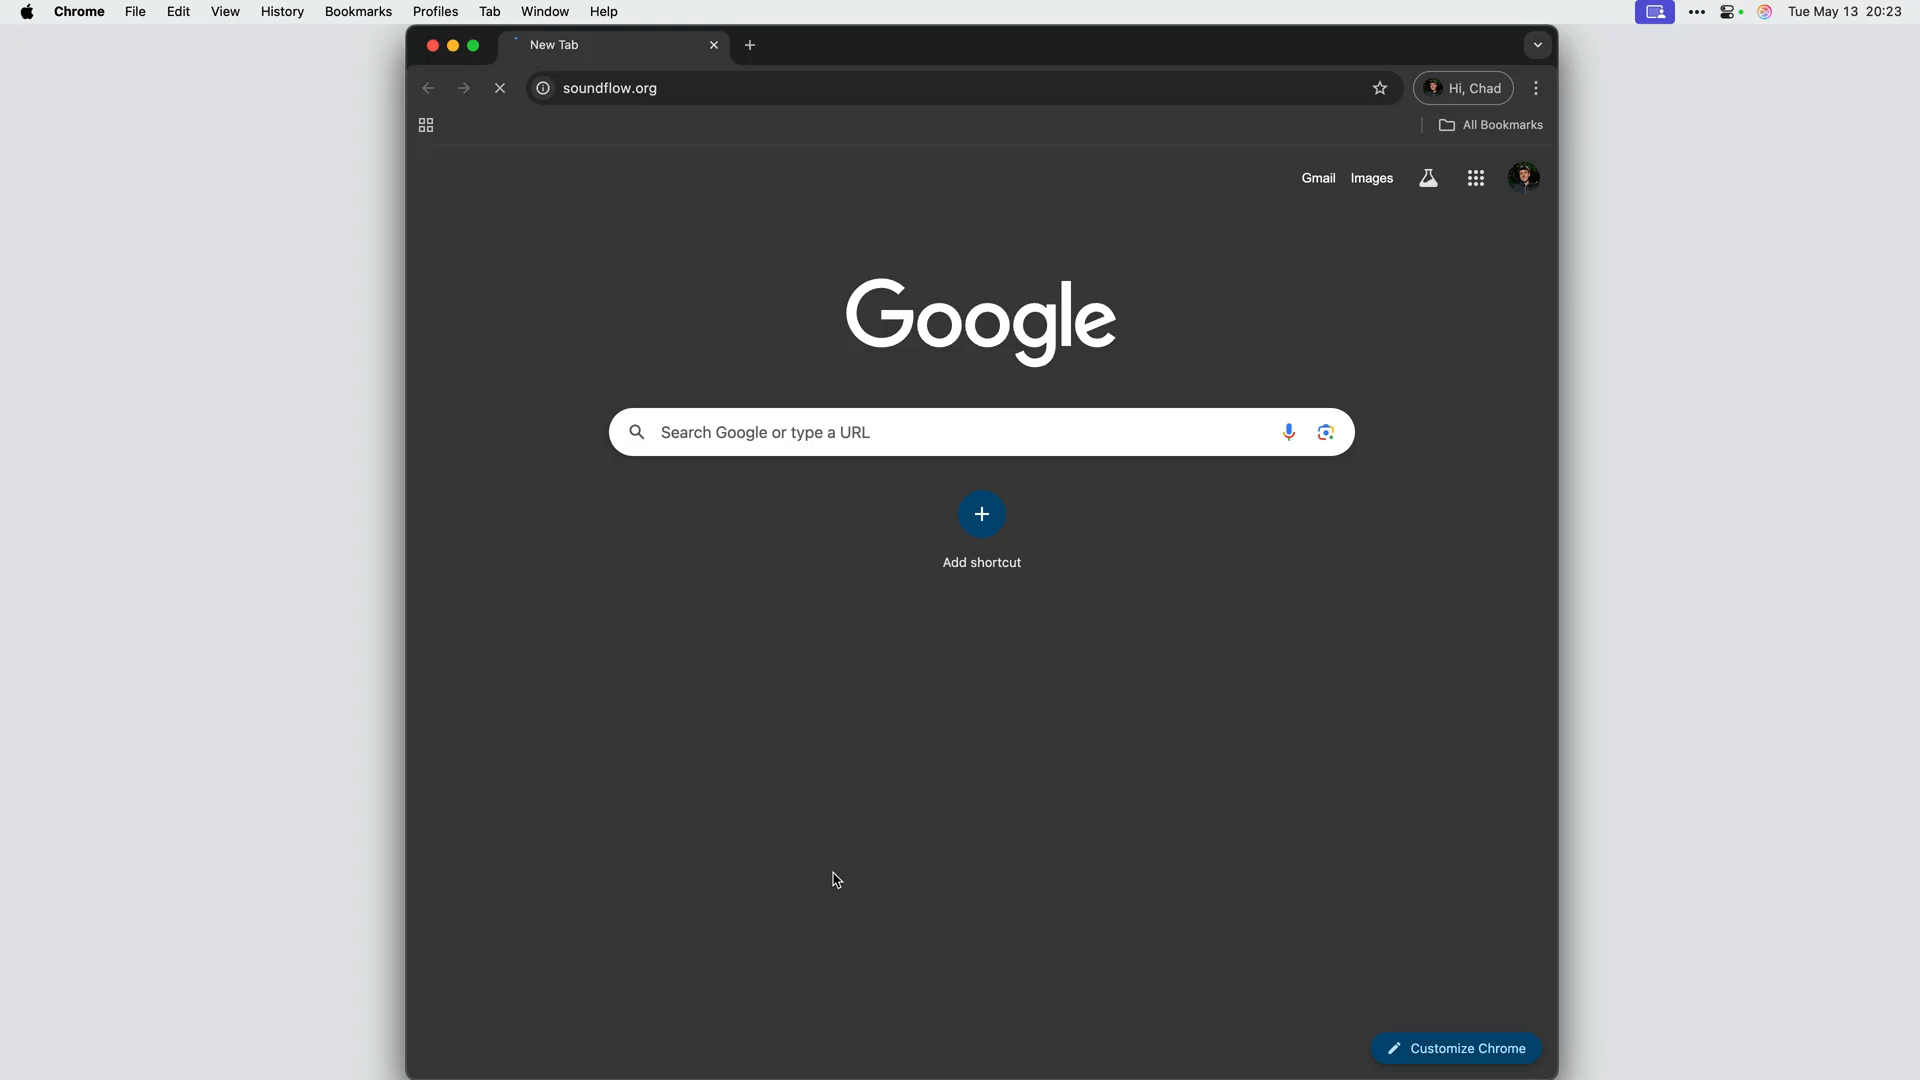 Chrome File Edit View History Bookmarks Profiles Tab Window Help Tue May 13 20:23
New Tab
soundflow.org Hi, Chad
All Bookmarks
Gmail Images
Google
Search Google or type a URL
Add shortcut
Customize Chrome